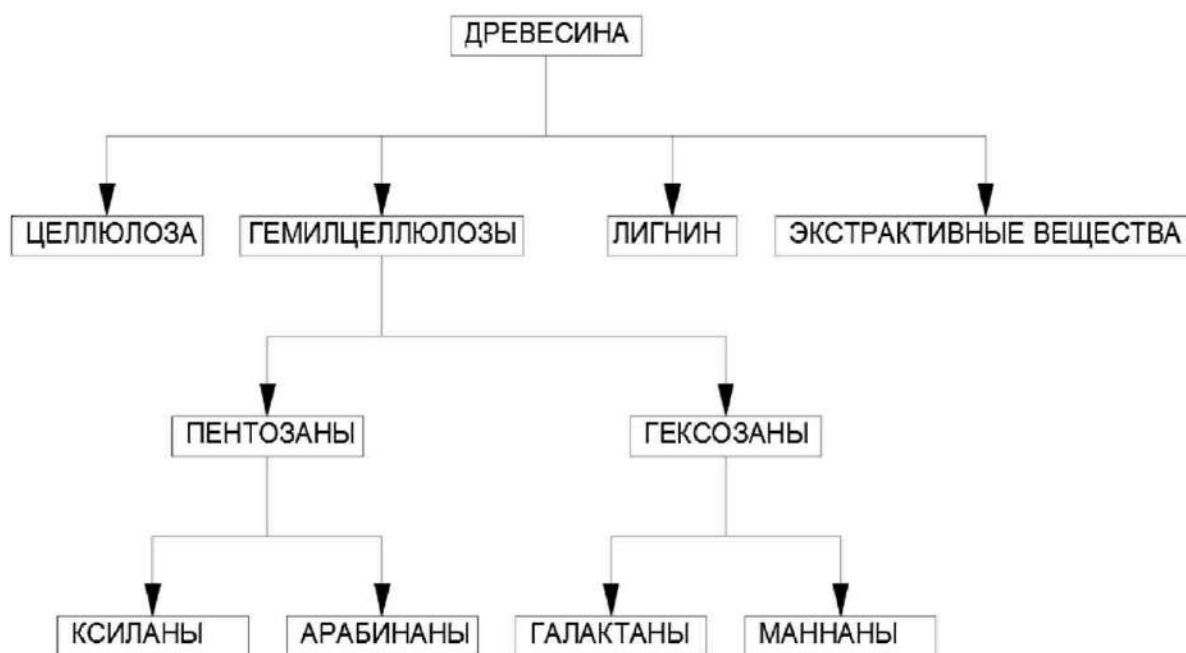 ДРЕВЕСИНА
ЦЕЛЛЮЛОЗА
ГЕМИЛЦЕЛЛЮЛОЗЫ
ЛИГНИН
ЭКСТРАКТИВНЫЕ ВЕЩЕСТВА
ПЕНТОЗАНЫ
ГЕКСОЗАНЫ
КСИЛАНЫ
АРАБИНАНЫ
ГАЛАКТАНЫ
МАННАНЫ